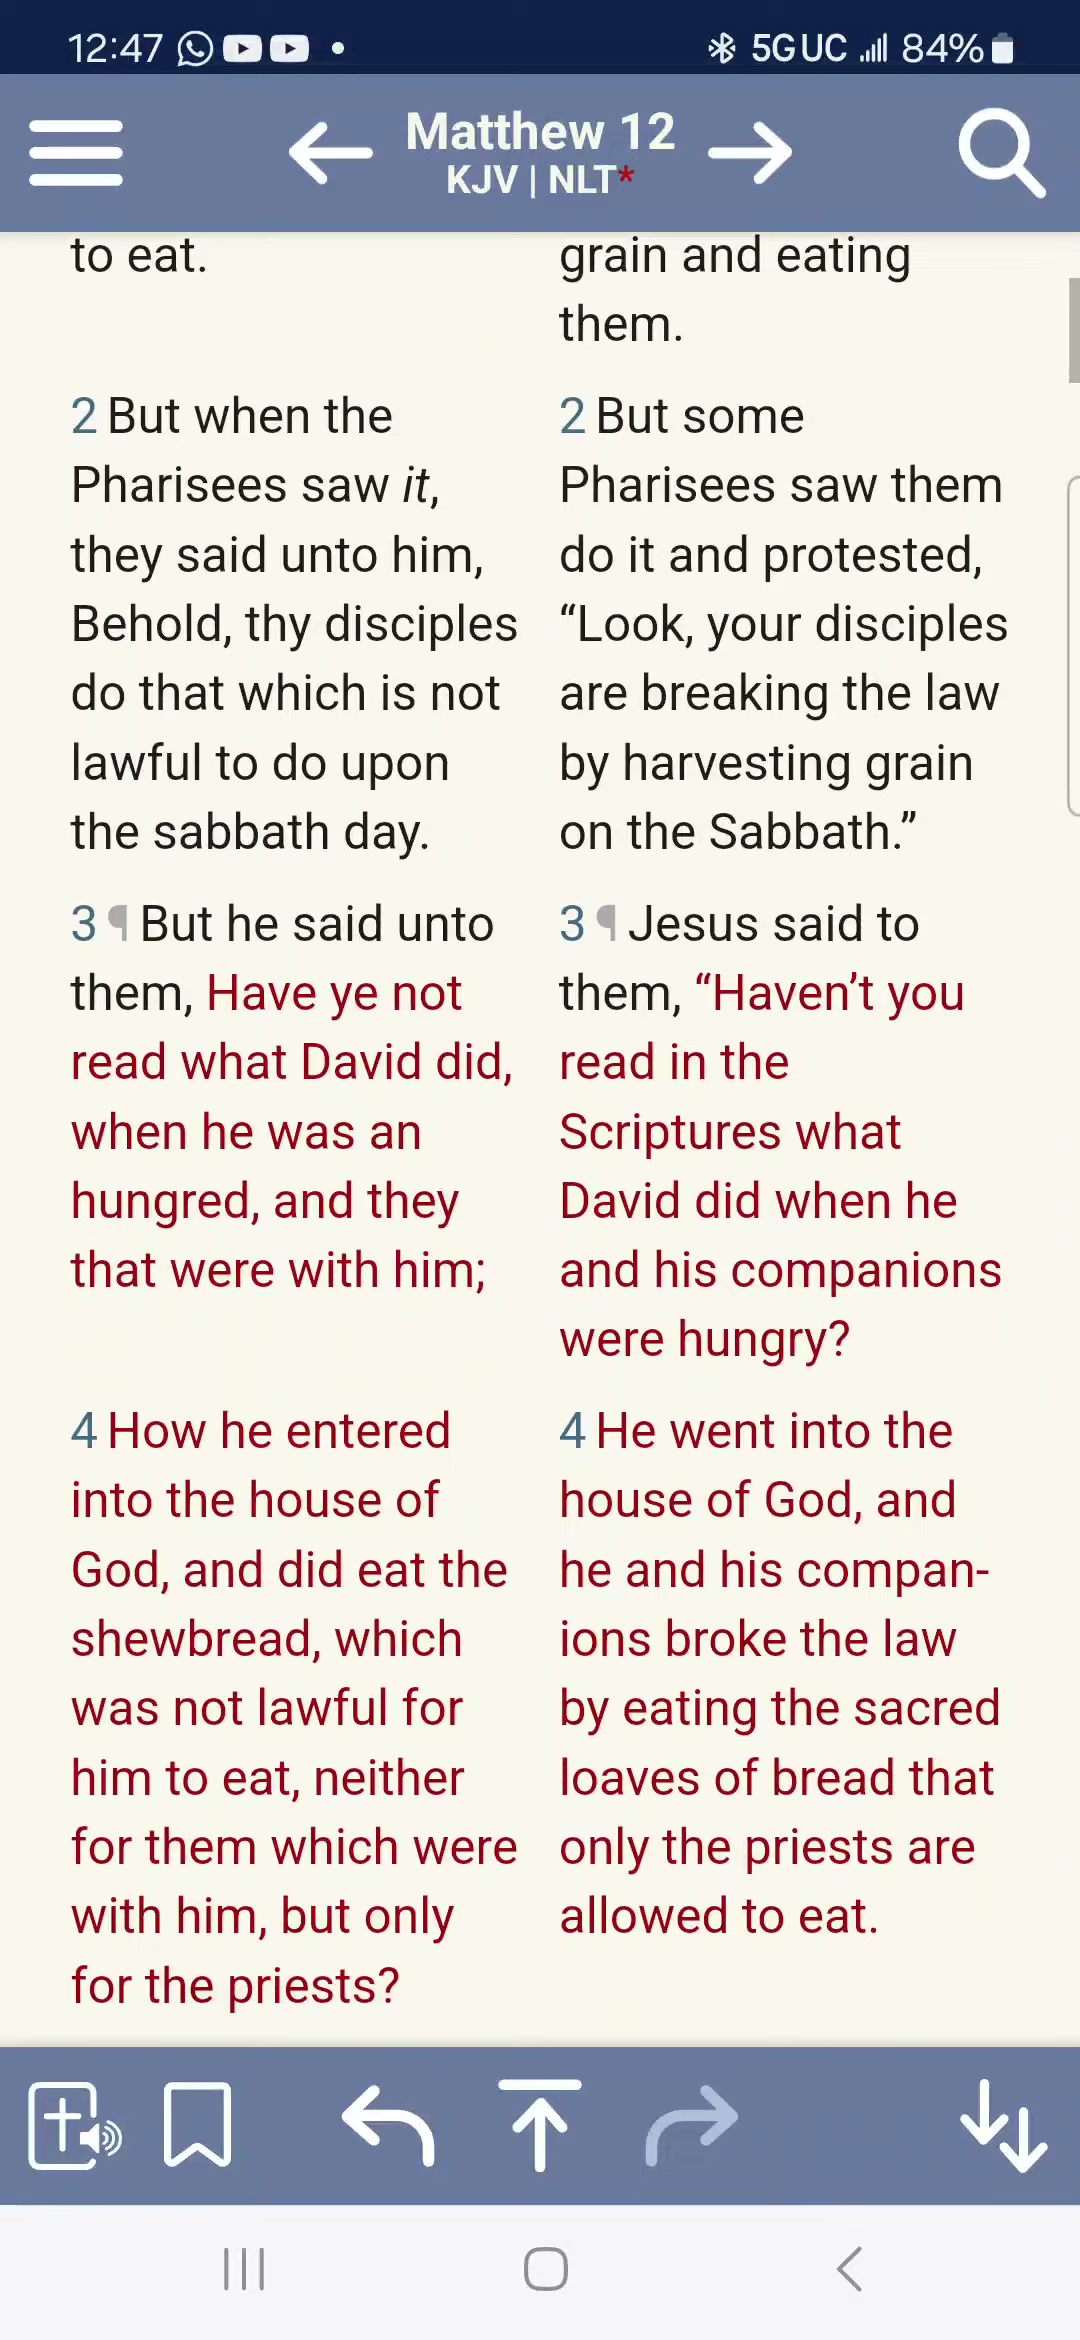 12:47
5G UC 84%
Matthew 12
KJV | NLT*
to eat.
2 But when the
Pharisees saw it,
they said unto him,
Behold, thy disciples
do that which is not
lawful to do upon
the sabbath day.
3 ¶ But he said unto
them, Have ye not
read what David did,
when he was an
hungred, and they
that were with him;
4 How he entered
into the house of
God, and did eat the
shewbread, which
was not lawful for
him to eat, neither
for them which were
with him, but only
for the priests?
grain and eating
them.
2 But some
Pharisees saw them
do it and protested,
“Look, your disciples
are breaking the law
by harvesting grain
on the Sabbath.”
3 ¶ Jesus said to
them, “Haven’t you
read in the
Scriptures what
David did when he
and his companions
were hungry?
4 He went into the
house of God, and
he and his compan-
ions broke the law
by eating the sacred
loaves of bread that
only the priests are
allowed to eat.